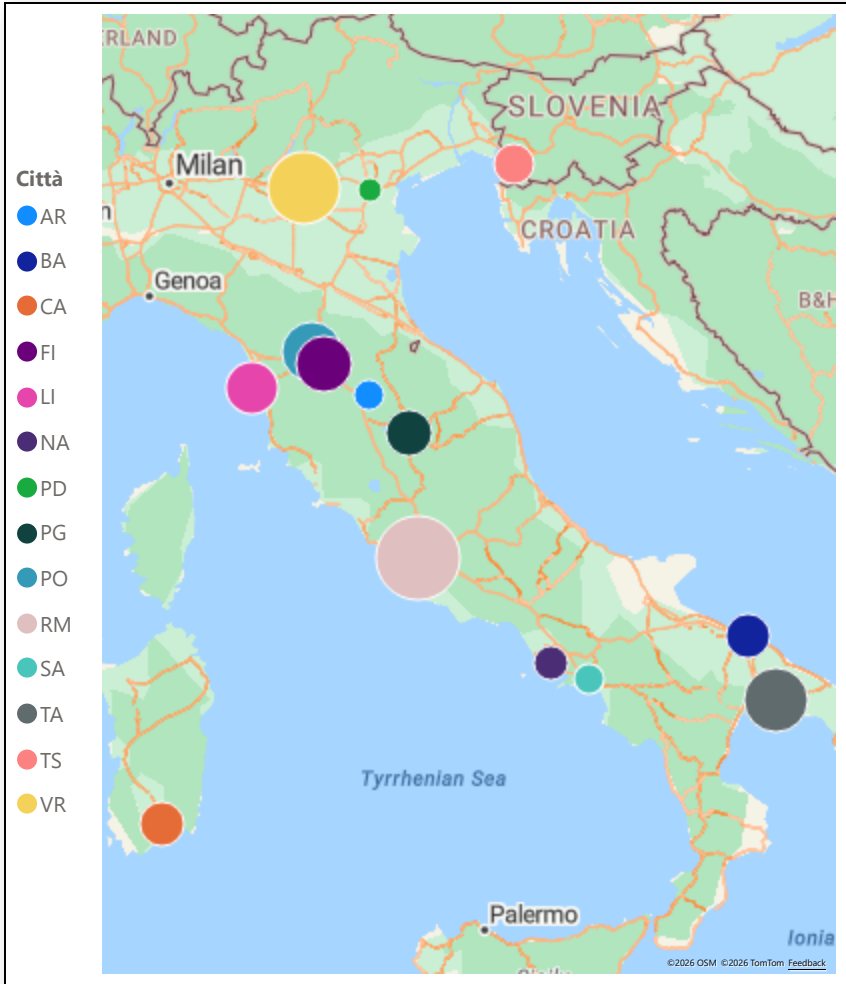 Città
AR
BA
CA
FI
LI
NA
PD
PG
PO
RM
SA
TA
TS
VR
ERLAND
SLOVENIA
Milan
n
CROATIA
Genoa
B&H
Tyrrhenian Sea
Palermo
Ionia
©2026 OSM ©2026 TomTom Feedback
Sicily